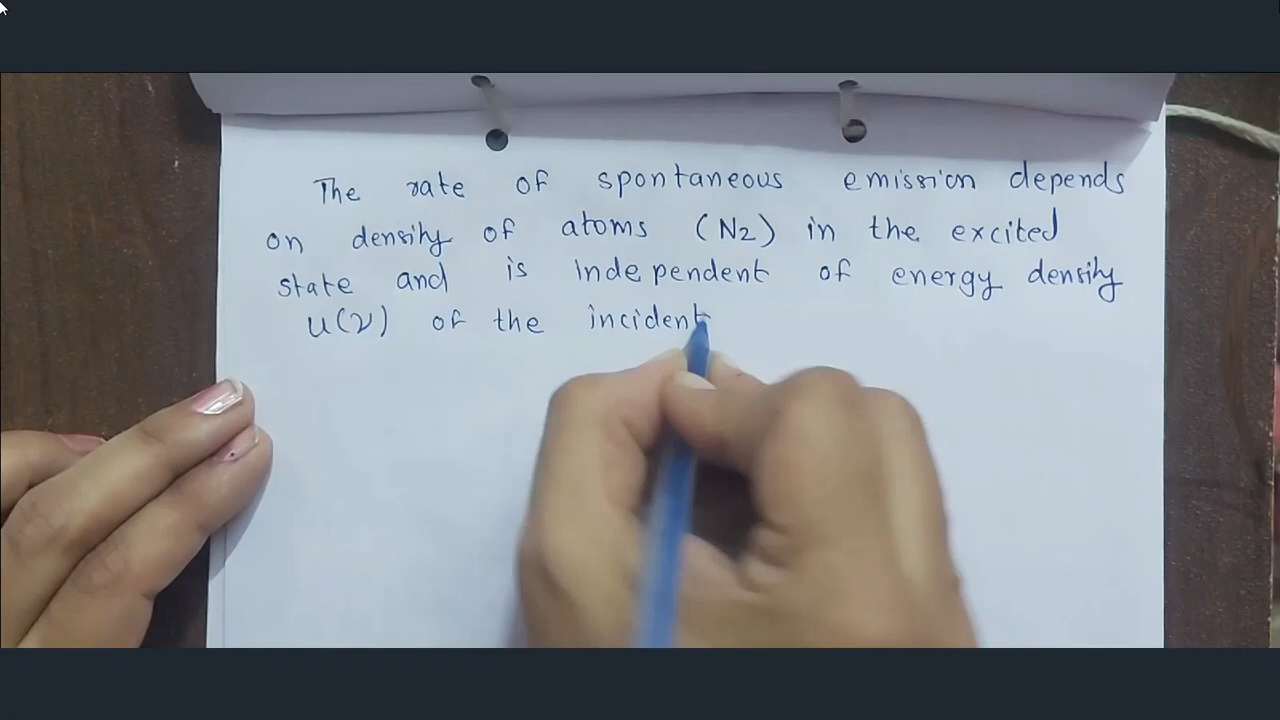 The rate of spontaneous emission depends
on density of atoms (N2) in the excited
state and is independent of energy density
u(ν) of the incident